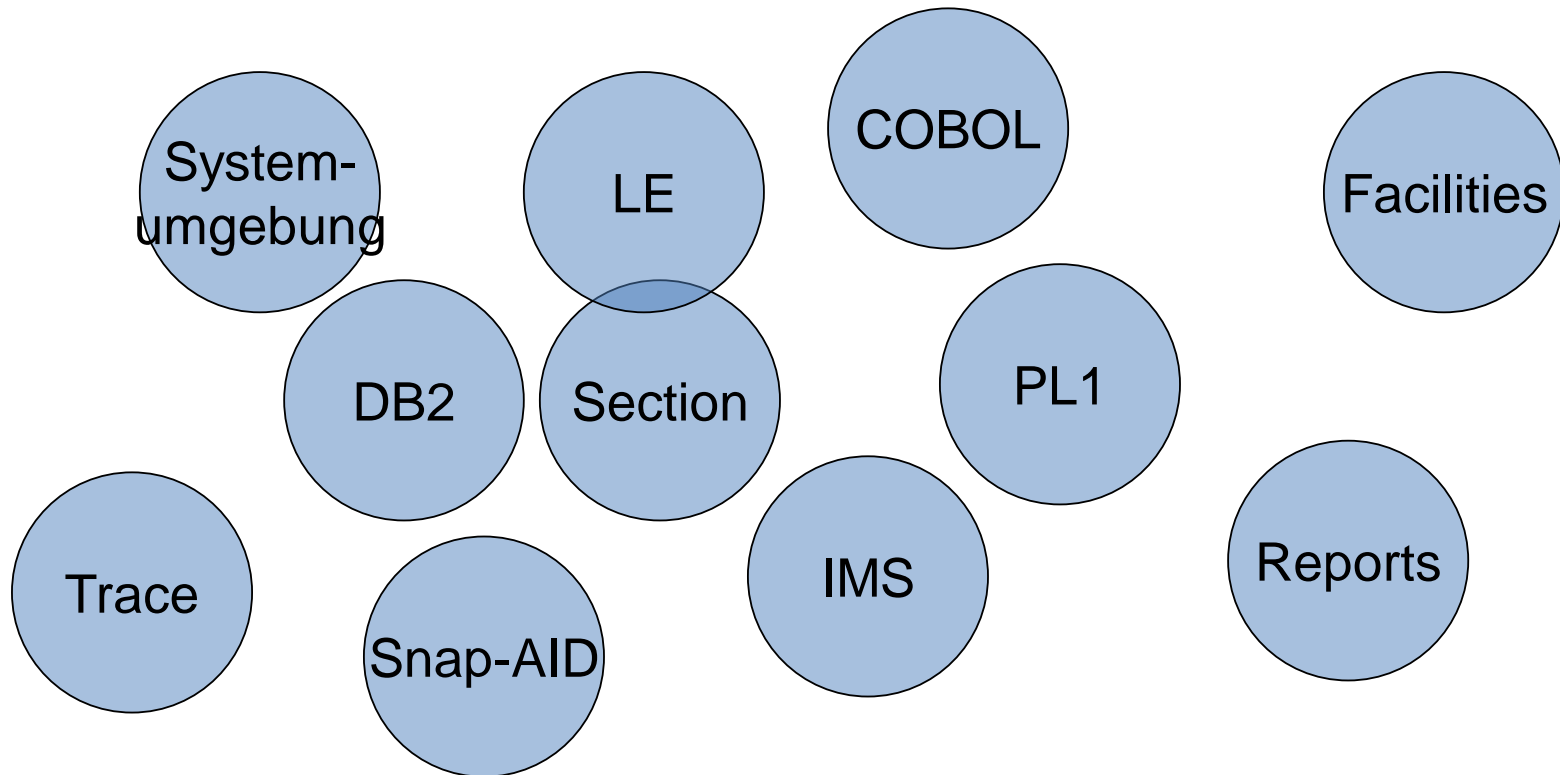 COBOL
System-
umgebung
LE
Facilities
DB2
Section
PL1
Trace
Snap-AID
IMS
Reports